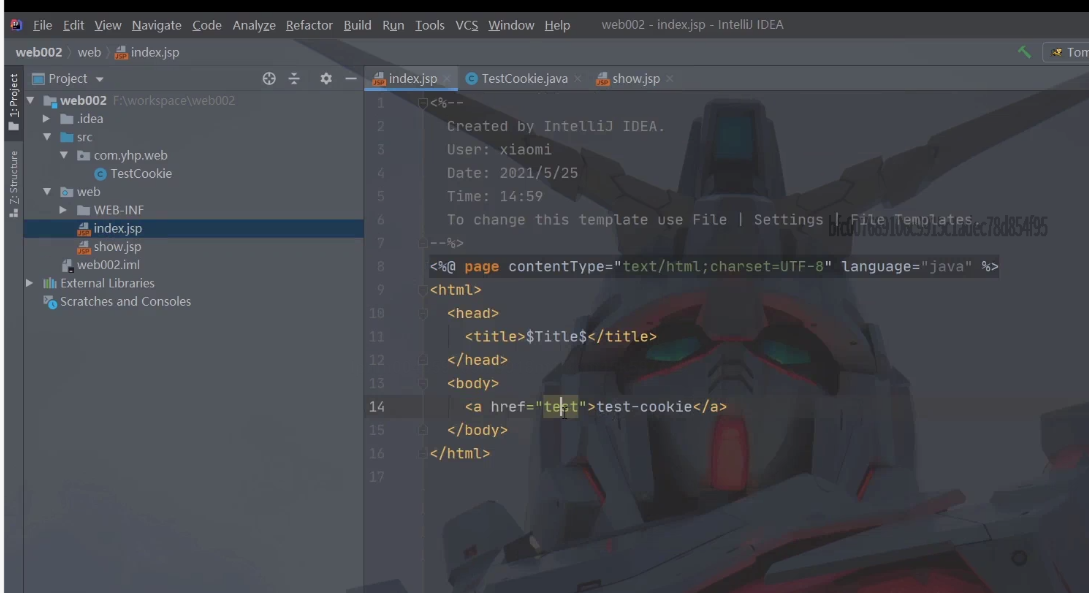 File Edit View Navigate Code Analyze Refactor Build Run Tools VCS Window Help web002 - index.jsp - IntelliJ IDEA
web002 web index.jsp Tom
Project index.jsp TestCookie.java show.jsp
1: Project
Z: Structure
web002 F:\workspace\web002
.idea
src
com.yhp.web
TestCookie
web
WEB-INF
index.jsp
show.jsp
web002.iml
External Libraries
Scratches and Consoles
1 <%--
2 Created by IntelliJ IDEA.
3 User: xiaomi
4 Date: 2021/5/25
5 Time: 14:59
6 To change this template use File | Settings | File Templates.
7 --%>
8 <%@ page contentType="text/html;charset=UTF-8" language="java" %>
9 <html>
10 <head>
11 <title>$Title$</title>
12 </head>
13 <body>
14 <a href="test">test-cookie</a>
15 </body>
16 </html>
17